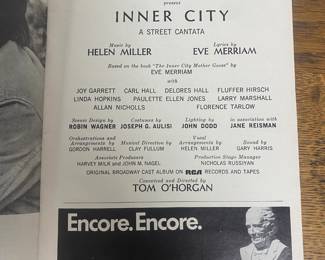 present
INNER CITY
A STREET CANTATA
Music by
HELEN MILLER
Lyrics by
EVE MERRIAM
Based on the book "The Inner City Mother Goose" by
EVE MERRIAM
with
JOY GARRETT CARL HALL DELORES HALL FLUFFER HIRSCH
LINDA HOPKINS PAULETTE ELLEN JONES LARRY MARSHALL
ALLAN NICHOLLS FLORENCE TARLOW
Scenic Design by
ROBIN WAGNER
Costumes by
JOSEPH G. AULISI
Lighting by
JOHN DODD
in association with
JANE REISMAN
Orchestrations and
Arrangements by
GORDON HARRELL
Musical Direction by
CLAY FULLUM
Vocal
Arrangements by
HELEN MILLER
Sound by
GARY HARRIS
Associate Producers
HARVEY MILK and JOHN M. NAGEL
Production Stage Manager
NICHOLAS RUSSIYAN
ORIGINAL BROADWAY CAST ALBUM ON RCA RECORDS AND TAPES
Conceived and Directed by
TOM O'HORGAN
Encore. Encore.